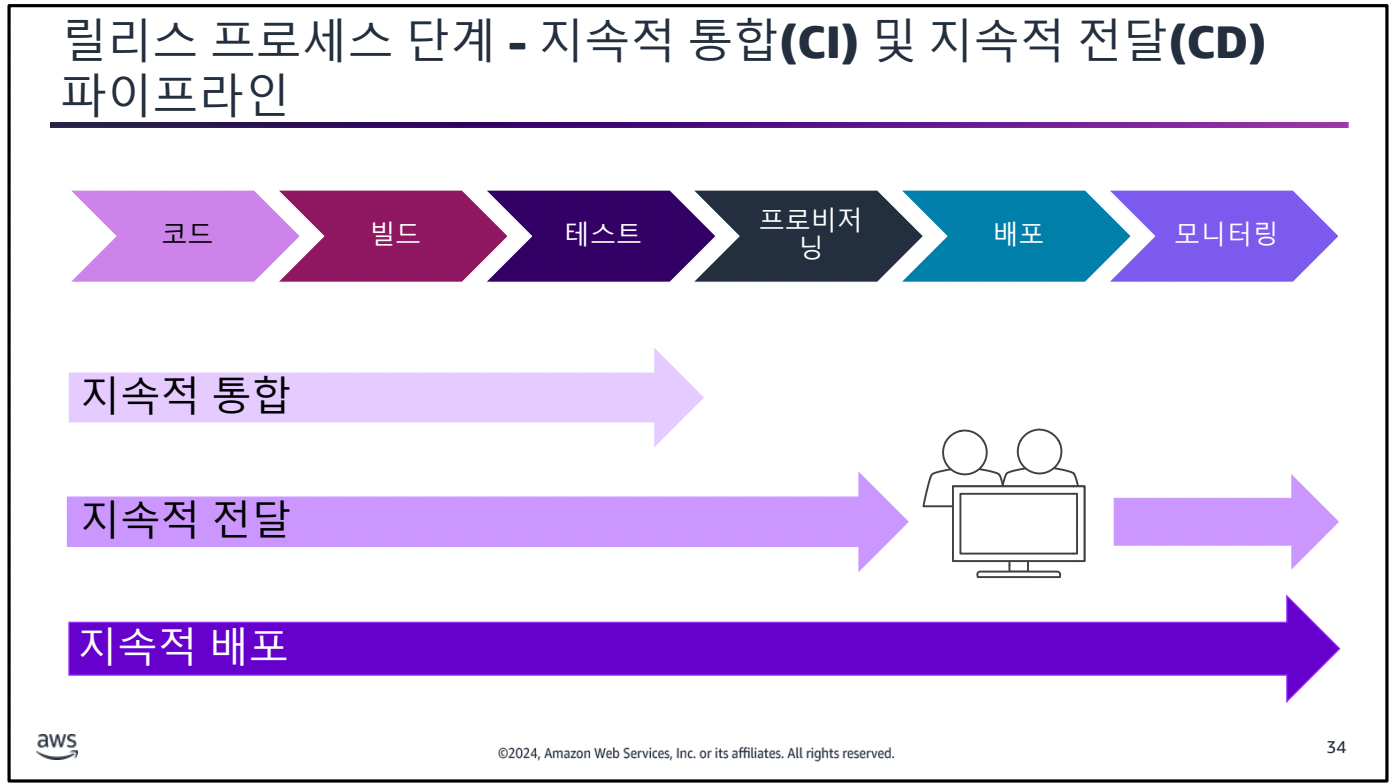 릴리스 프로세스 단계 - 지속적 통합(CI) 및 지속적 전달(CD)
파이프라인
코드
빌드
테스트
프로비저
닝
배포
모니터링
지속적 통합
지속적 전달
지속적 배포
aws
©2024, Amazon Web Services, Inc. or its affiliates. All rights reserved.
34